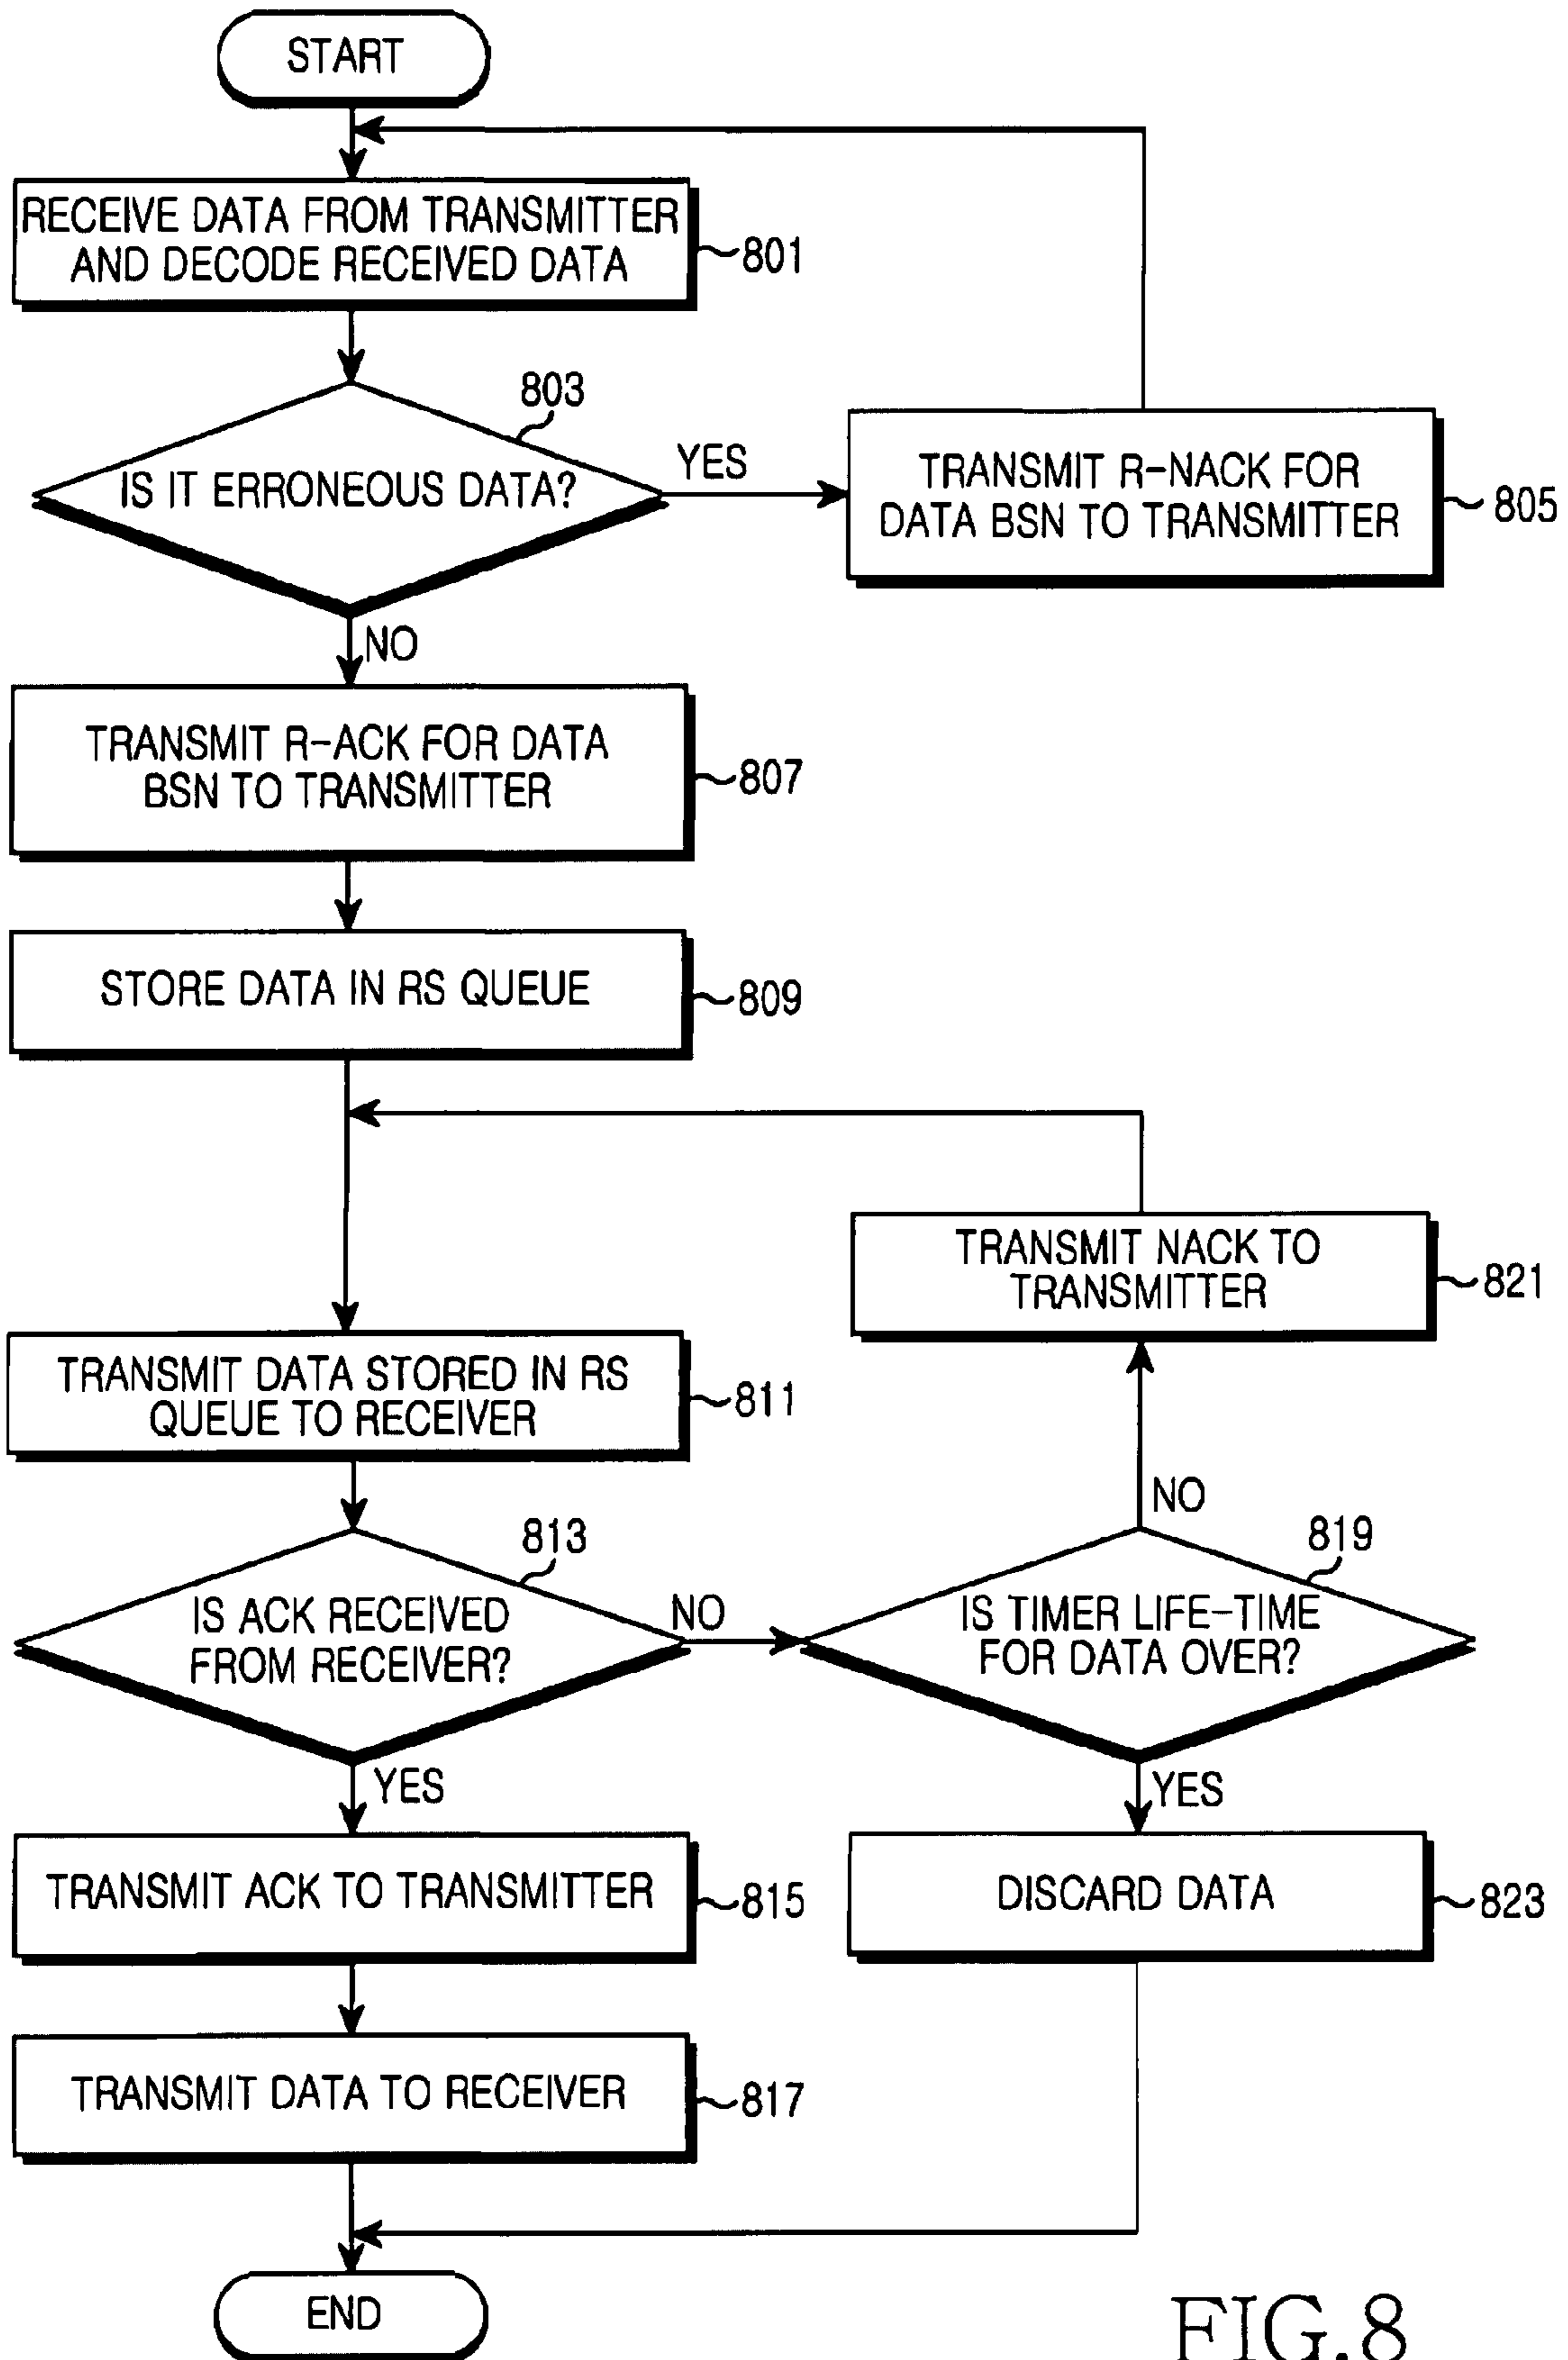 START
RECEIVE DATA FROM TRANSMITTER
AND DECODE RECEIVED DATA
801
803
IS IT ERRONEOUS DATA?
YES
TRANSMIT R-NACK FOR
DATA BSN TO TRANSMITTER
805
NO
TRANSMIT R-ACK FOR DATA
BSN TO TRANSMITTER
807
STORE DATA IN RS QUEUE
809
TRANSMIT NACK TO
TRANSMITTER
821
TRANSMIT DATA STORED IN RS
QUEUE TO RECEIVER
811
NO
813
IS ACK RECEIVED
FROM RECEIVER?
NO
819
IS TIMER LIFE-TIME
FOR DATA OVER?
YES
YES
TRANSMIT ACK TO TRANSMITTER
815
DISCARD DATA
823
TRANSMIT DATA TO RECEIVER
817
END
FIG.8